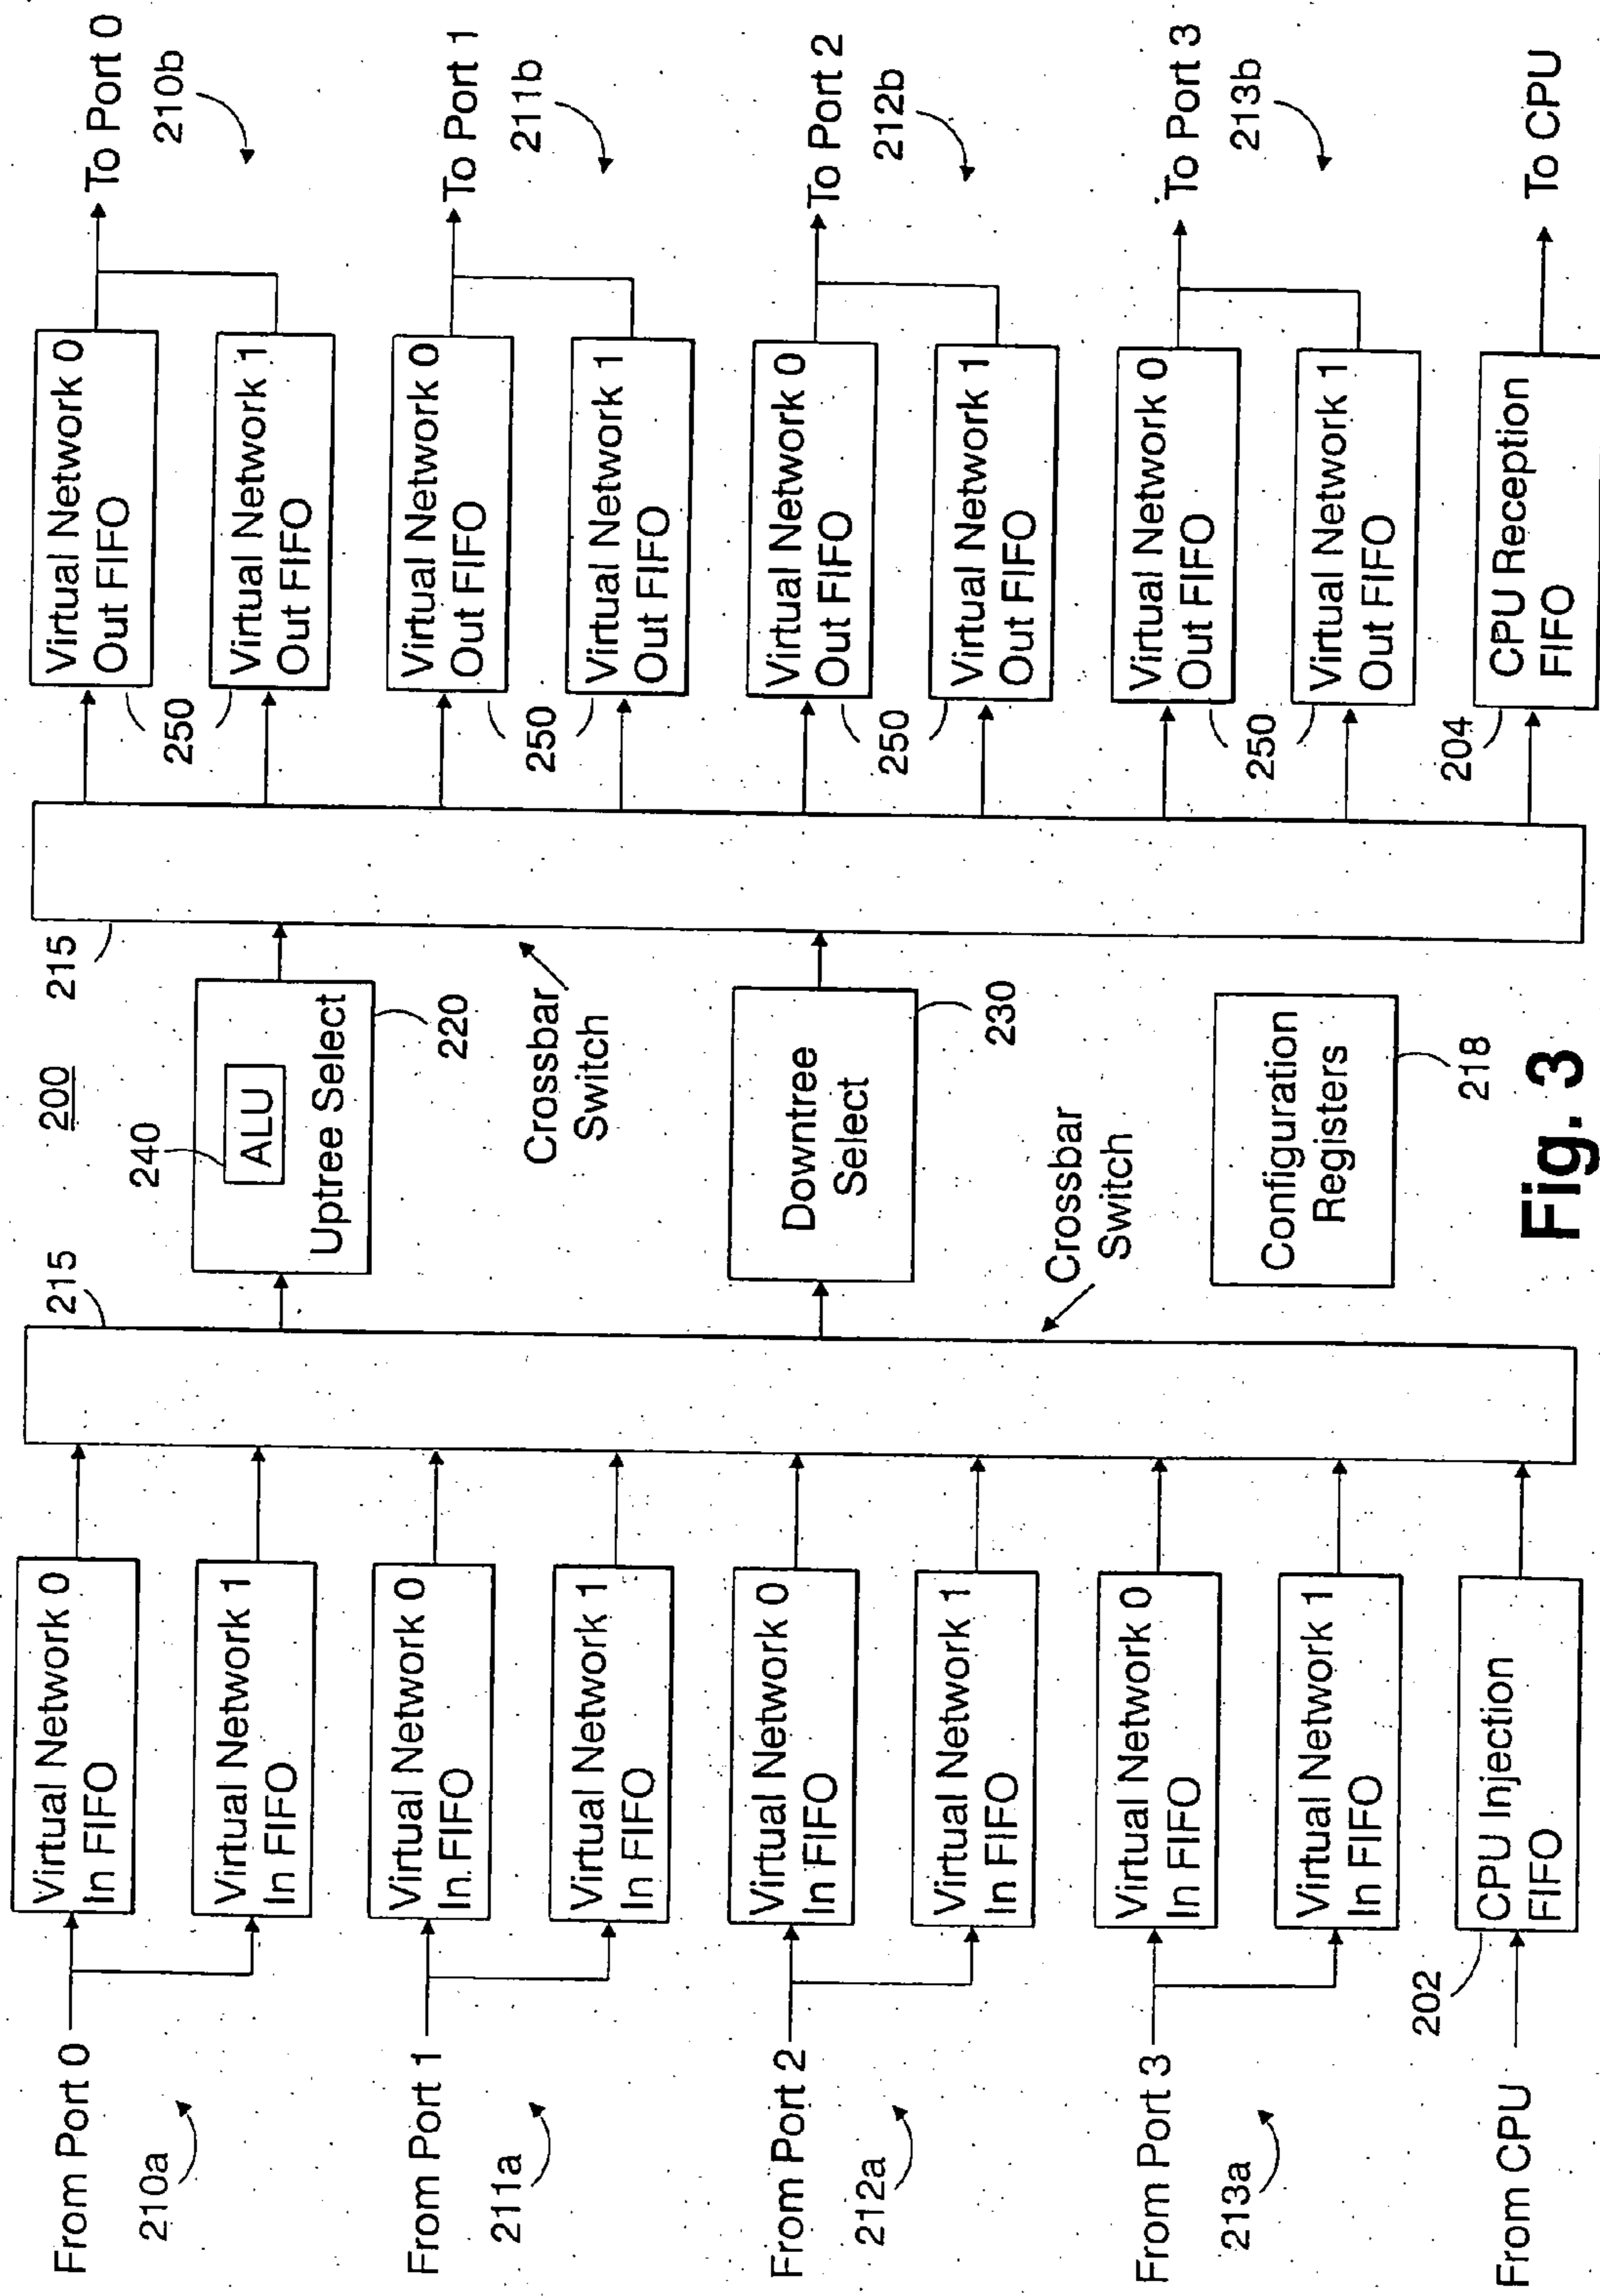 200
From Port 0
210a
Virtual Network 0
In FIFO
Virtual Network 1
In FIFO
From Port 1
211a
Virtual Network 0
In FIFO
Virtual Network 1
In FIFO
From Port 2
212a
Virtual Network 0
In FIFO
Virtual Network 1
In FIFO
From Port 3
213a
Virtual Network 0
In FIFO
Virtual Network 1
In FIFO
From CPU
202
CPU Injection
FIFO
215
Crossbar
Switch
240
ALU
Uptree Select
220
Downtree
Select
230
Configuration
Registers
218
215
Crossbar
Switch
Virtual Network 0
Out FIFO
250
Virtual Network 1
Out FIFO
To Port 0
210b
Virtual Network 0
Out FIFO
250
Virtual Network 1
Out FIFO
To Port 1
211b
Virtual Network 0
Out FIFO
250
Virtual Network 1
Out FIFO
To Port 2
212b
Virtual Network 0
Out FIFO
250
Virtual Network 1
Out FIFO
To Port 3
213b
204
CPU Reception
FIFO
To CPU
Fig. 3